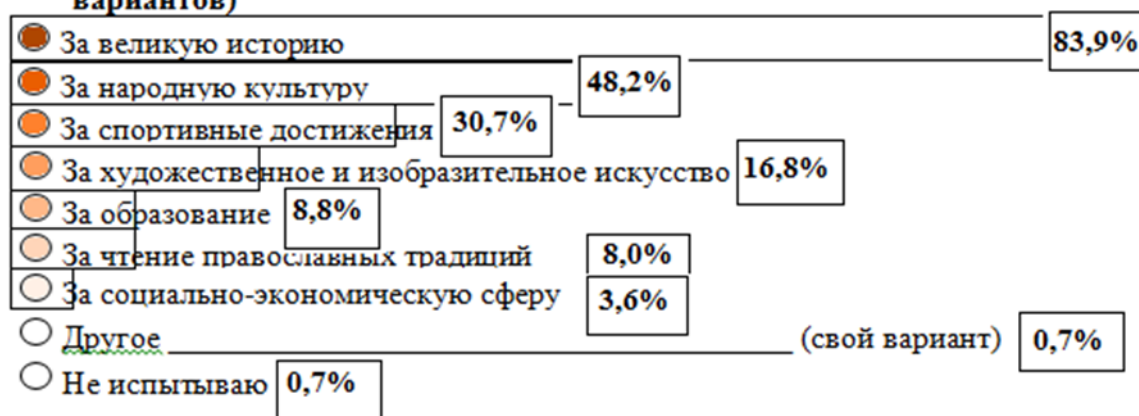 вариантов)
За великую историю 83,9%
За народную культуру 48,2%
За спортивные достижения 30,7%
За художественное и изобразительное искусство 16,8%
За образование 8,8%
За чтение православных традиций 8,0%
За социально-экономическую сферу 3,6%
Другое (свой вариант) 0,7%
Не испытываю 0,7%